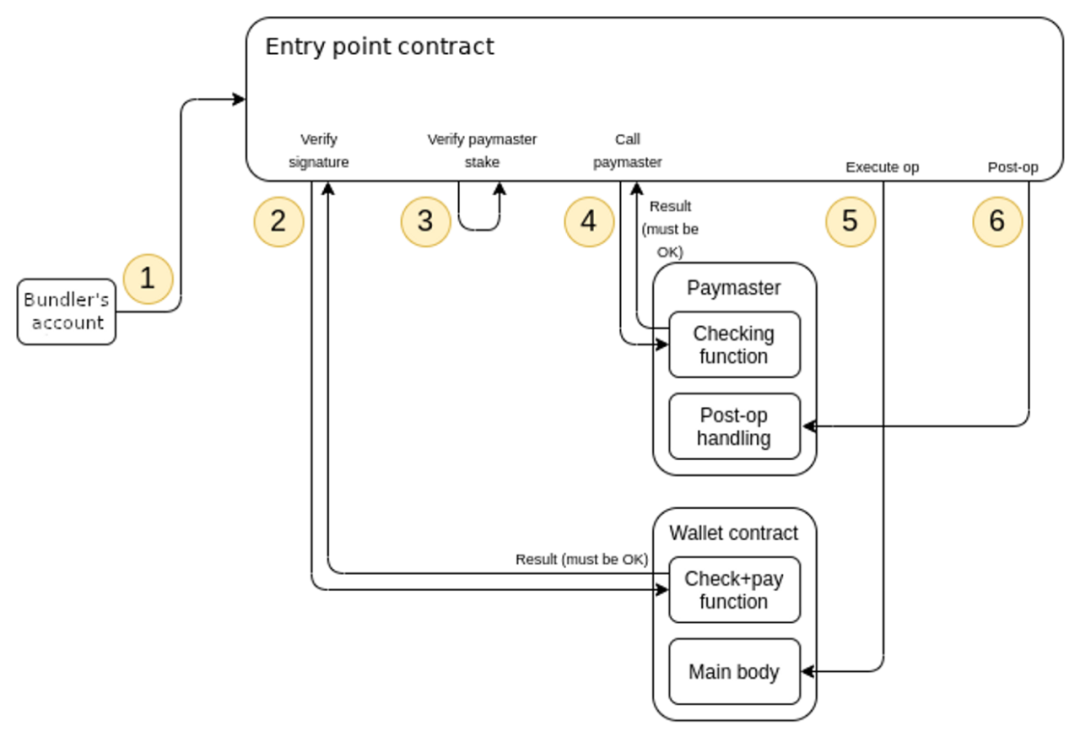 Entry point contract
Verify
signature
Verify paymaster
stake
Call
paymaster
Execute op
Post-op
1
2
3
4
5
6
Bundler's
account
Result
(must be
OK)
Paymaster
Checking
function
Post-op
handling
Wallet contract
Result (must be OK)
Check+pay
function
Main body